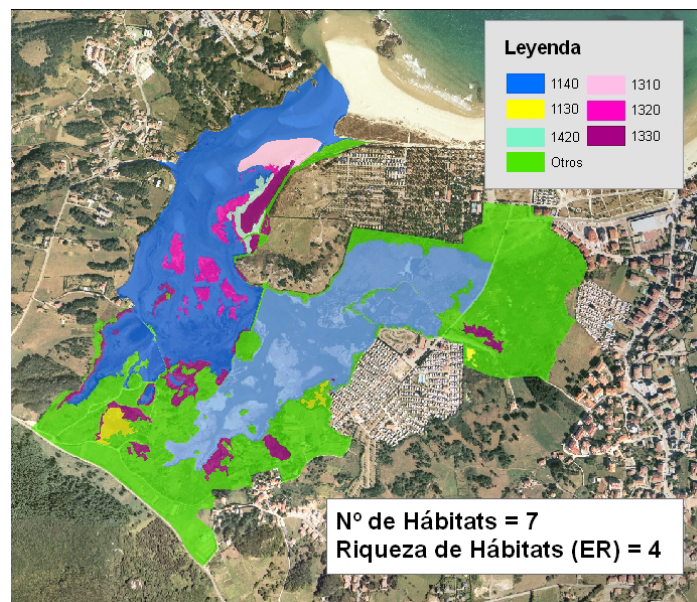 Leyenda
1140 1310
1130 1320
1420 1330
Otros
Nº de Hábitats = 7
Riqueza de Hábitats (ER) = 4